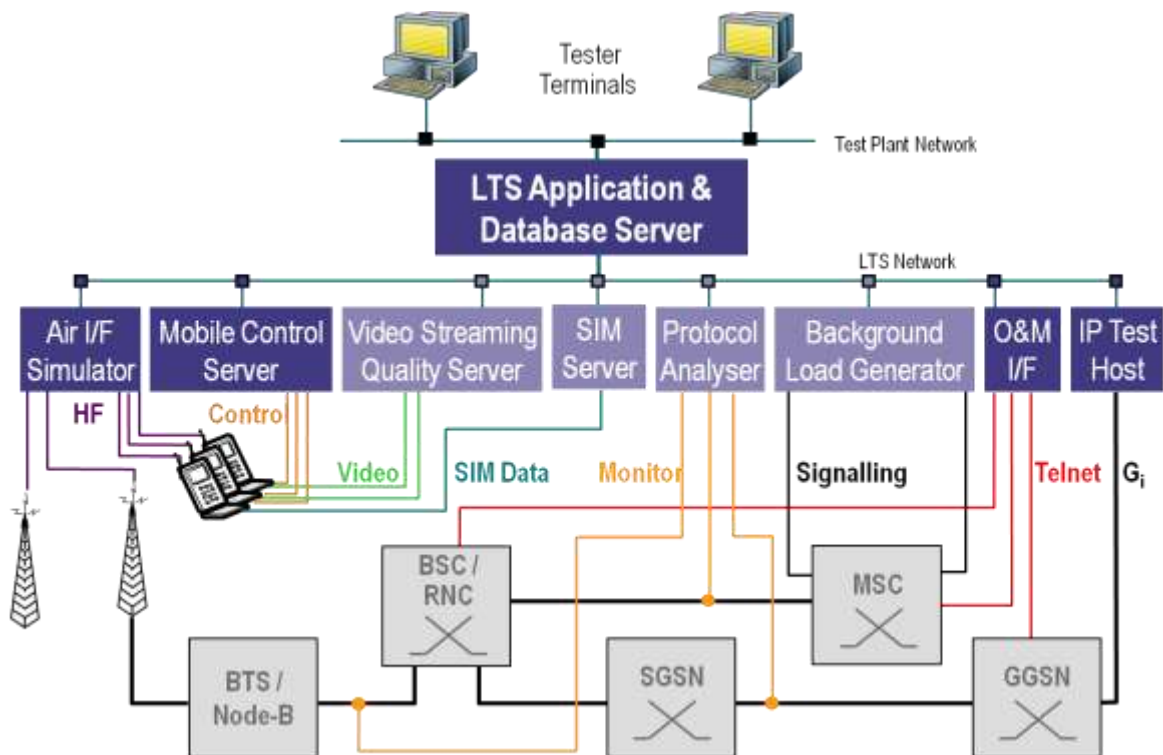 Tester
Terminals
Test Plant Network
LTS Application &
Database Server
LTS Network
Air I/F
Simulator
Mobile Control
Server
Video Streaming
Quality Server
SIM
Server
Protocol
Analyser
Background
Load Generator
O&M
I/F
IP Test
Host
HF
Control
Video
SIM Data
Monitor
Signalling
Telnet
Gi
BSC /
RNC
MSC
BTS /
Node-B
SGSN
GGSN